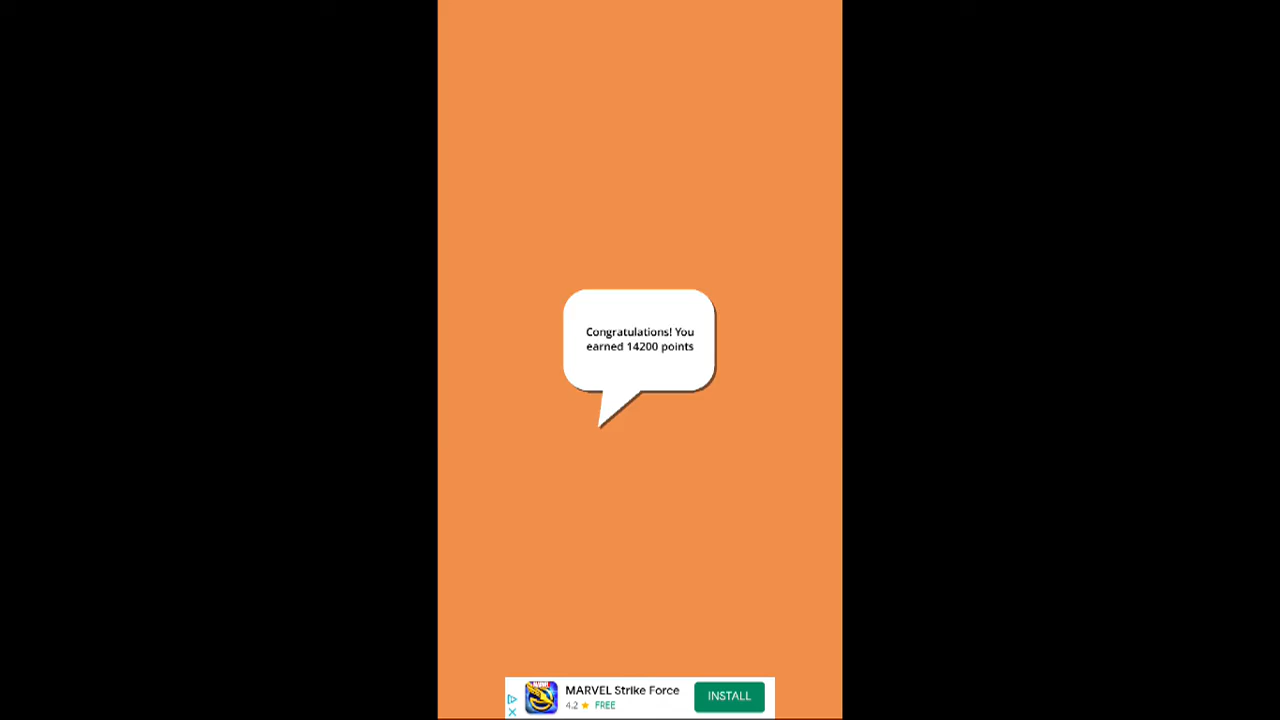 Congratulations! You
earned 14200 points
MARVEL Strike Force
4.2 ★ FREE
INSTALL